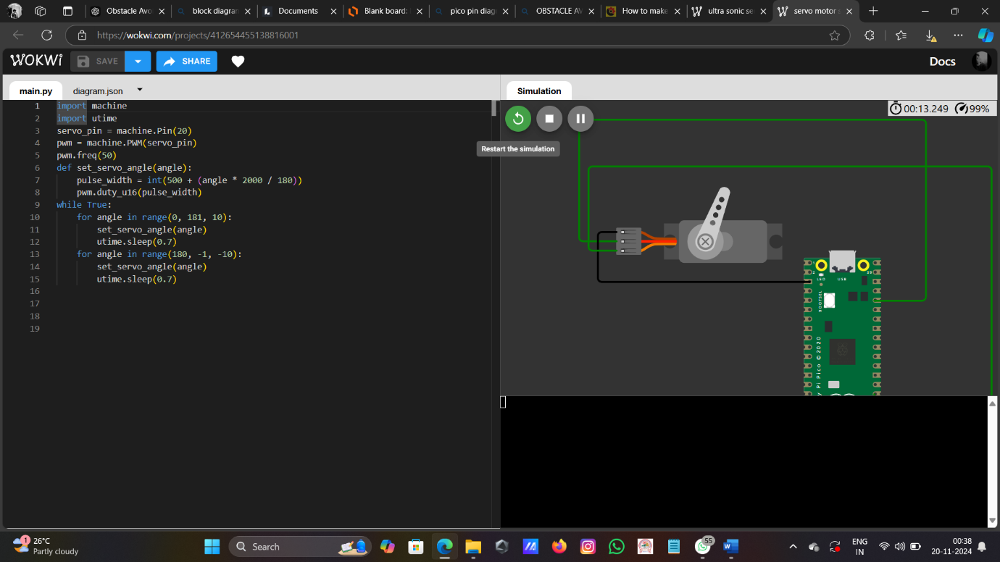 Obstacle Avo
block diagran
Documents
Blank board:
pico pin diag
OBSTACLE AV
How to make
ultra sonic se
servo motor s
https://wokwi.com/projects/412654455138816001
WOKWi
SAVE
SHARE
Docs
main.py
diagram.json
Simulation
1 import machine
2 import utime
3 servo_pin = machine.Pin(20)
4 pwm = machine.PWM(servo_pin)
5 pwm.freq(50)
6 def set_servo_angle(angle):
7 pulse_width = int(500 + (angle * 2000 / 180))
8 pwm.duty_u16(pulse_width)
9 while True:
10 for angle in range(0, 181, 10):
11 set_servo_angle(angle)
12 utime.sleep(0.7)
13 for angle in range(180, -1, -10):
14 set_servo_angle(angle)
15 utime.sleep(0.7)
16
17
18
19
00:13.249
99%
Restart the simulation
LED
USB
BOOTSEL
y Pi Pico © 2020
1
26°C
Partly cloudy
Search
55
ENG
IN
00:38
20-11-2024